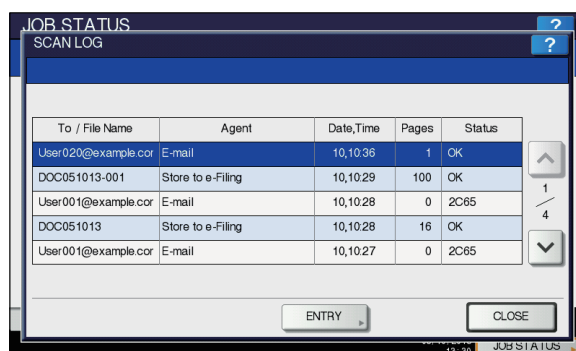 JOB STATUS ?
SCAN LOG ?
To / File Name Agent Date,Time Pages Status
User020@example.cor E-mail 10,10:36 1 OK
DOC051013-001 Store to e-Filing 10,10:29 100 OK
User001@example.cor E-mail 10,10:28 0 2C65
DOC051013 Store to e-Filing 10,10:28 16 OK
User001@example.cor E-mail 10,10:27 0 2C65
1
/
4
ENTRY CLOSE
JOB STATUS